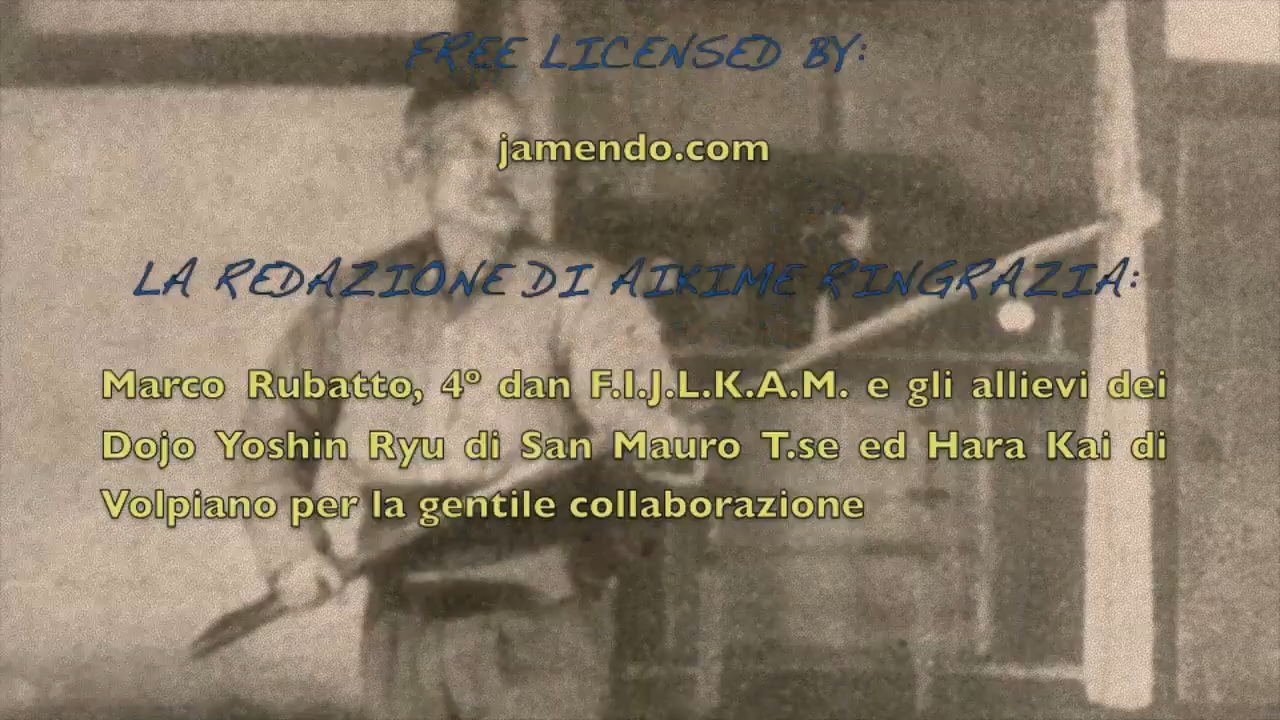 FREE LICENSED BY:
jamendo.com
LA REDAZIONE DI AIKIME RINGRAZIA:
Marco Rubatto, 4º dan F.I.J.L.K.A.M. e gli allievi dei
Dojo Yoshin Ryu di San Mauro T.se ed Hara Kai di
Volpiano per la gentile collaborazione